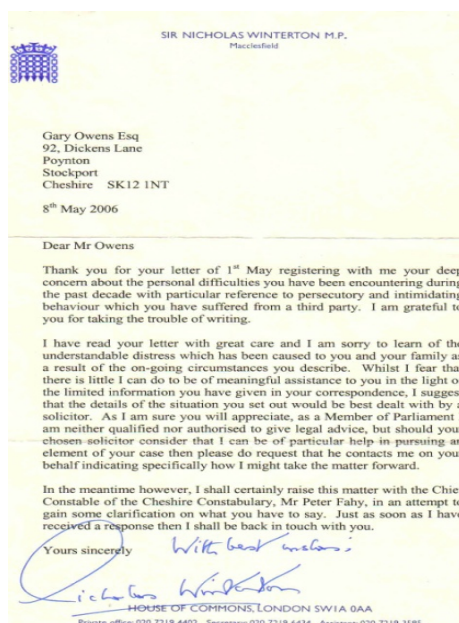 SIR NICHOLAS WINTERTON M.P.
Macclesfield
Gary Owens Esq
92, Dickens Lane
Poynton
Stockport
Cheshire SK12 1NT
8th May 2006
Dear Mr Owens
Thank you for your letter of 1st May registering with me your deep
concern about the personal difficulties you have been encountering during
the past decade with particular reference to persecutory and intimidating
behaviour which you have suffered from a third party. I am grateful to
you for taking the trouble of writing.
I have read your letter with great care and I am sorry to learn of the
understandable distress which has been caused to you and your family as
a result of the on-going circumstances you describe. Whilst I fear that
there is little I can do to be of meaningful assistance to you in the light of
the limited information you have given in your correspondence, I sugges
that the details of the situation you set out would be best dealt with by a
solicitor. As I am sure you will appreciate, as a Member of Parliament
am neither qualified nor authorised to give legal advice, but should you
chosen solicitor consider that I can be of particular help in pursuing an
element of your case then please do request that he contacts me on you
behalf indicating specifically how I might take the matter forward.
In the meantime however, I shall certainly raise this matter with the Chie
Constable of the Cheshire Constabulary, Mr Peter Fahy, in an attempt to
gain some clarification on what you have to say. Just as soon as I have
received a response then I shall be back in touch with you.
Yours sincerely With best wishes
Nicholas Winterton
HOUSE OF COMMONS, LONDON SW1A 0AA